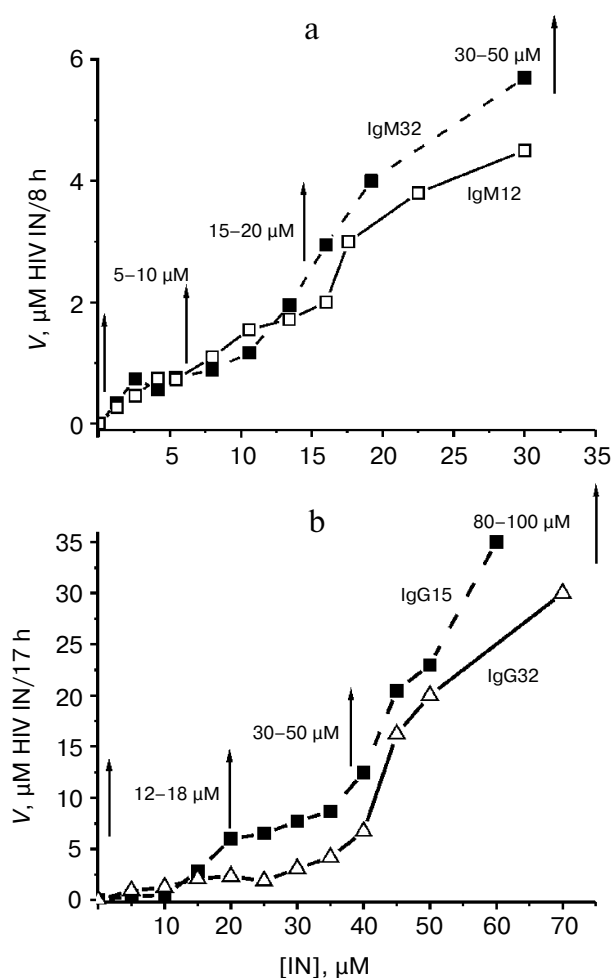 a
6
30–50 μM
IgM32
4
IgM12
15–20 μM
V, μM HIV IN/8 h
5–10 μM
2
0
5 10 15 20 25 30 35
b
35
80–100 μM
30
IgG15
25
IgG32
20
30–50 μM
V, μM HIV IN/17 h
15
12–18 μM
10
5
0
10 20 30 40 50 60 70
[IN], μM